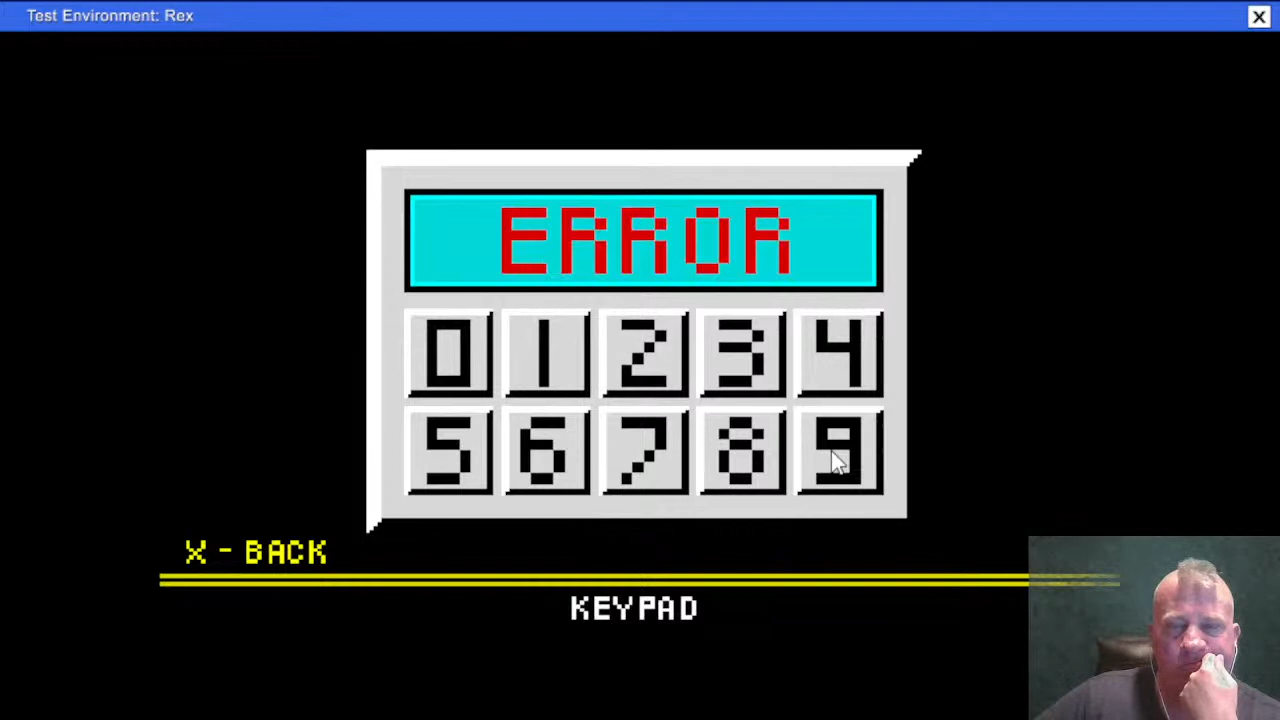 Test Environment: Rex
X
ERROR
0 1 2 3 4
5 6 7 8 9
X - BACK
KEYPAD